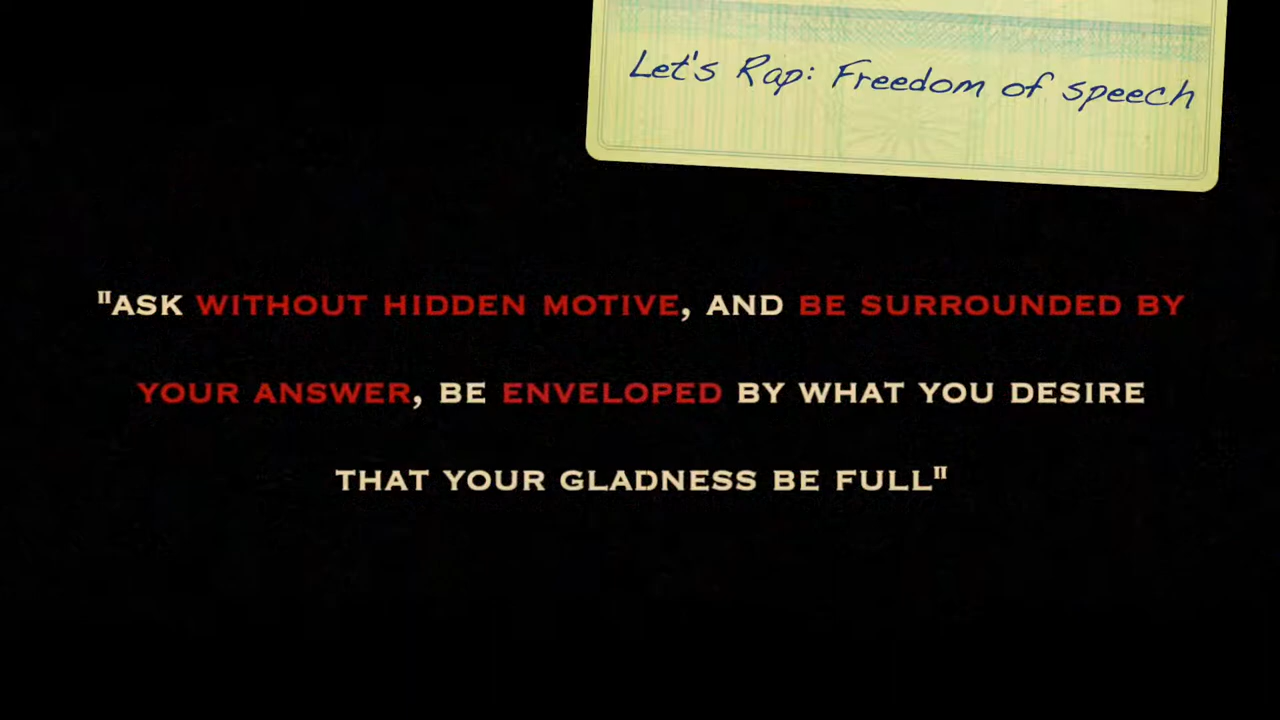 Let's Rap: Freedom of speech
"ASK WITHOUT HIDDEN MOTIVE, AND BE SURROUNDED BY
YOUR ANSWER, BE ENVELOPED BY WHAT YOU DESIRE
THAT YOUR GLADNESS BE FULL"